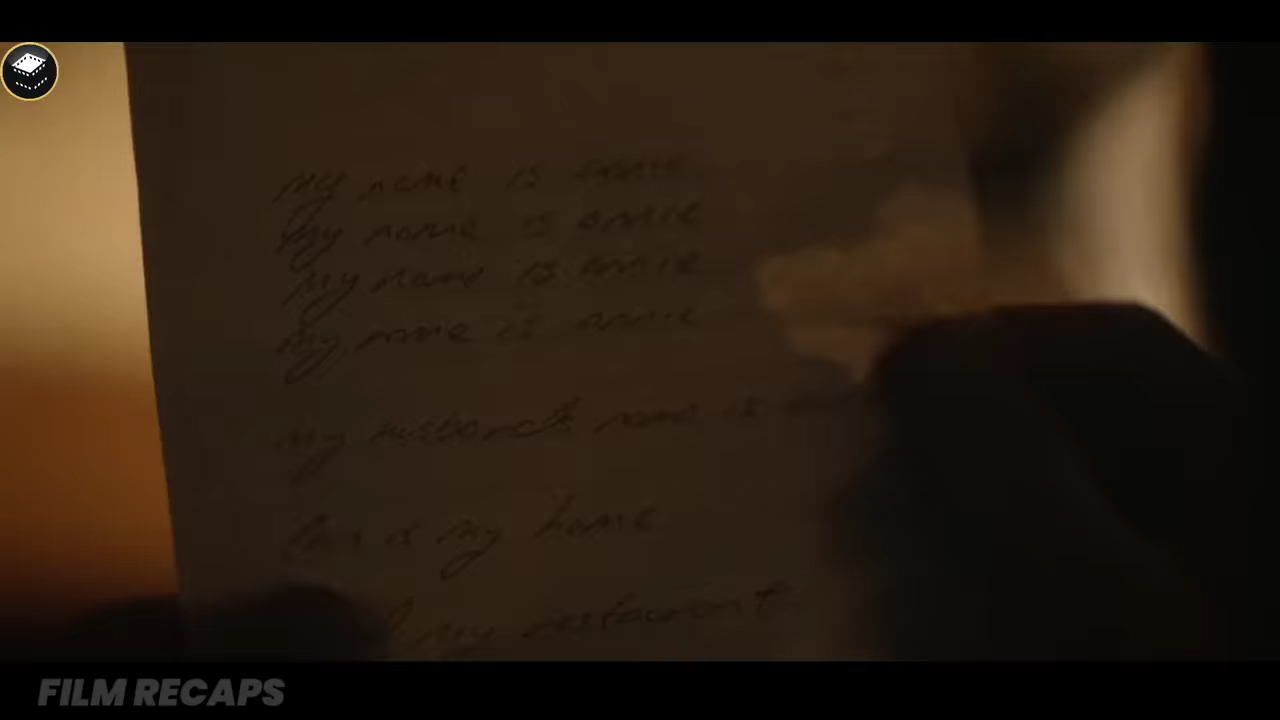 my name is annie
my name is annie
my name is annie
my name is annie
my husband's name is
this is my home
my restaurant
FILM RECAPS